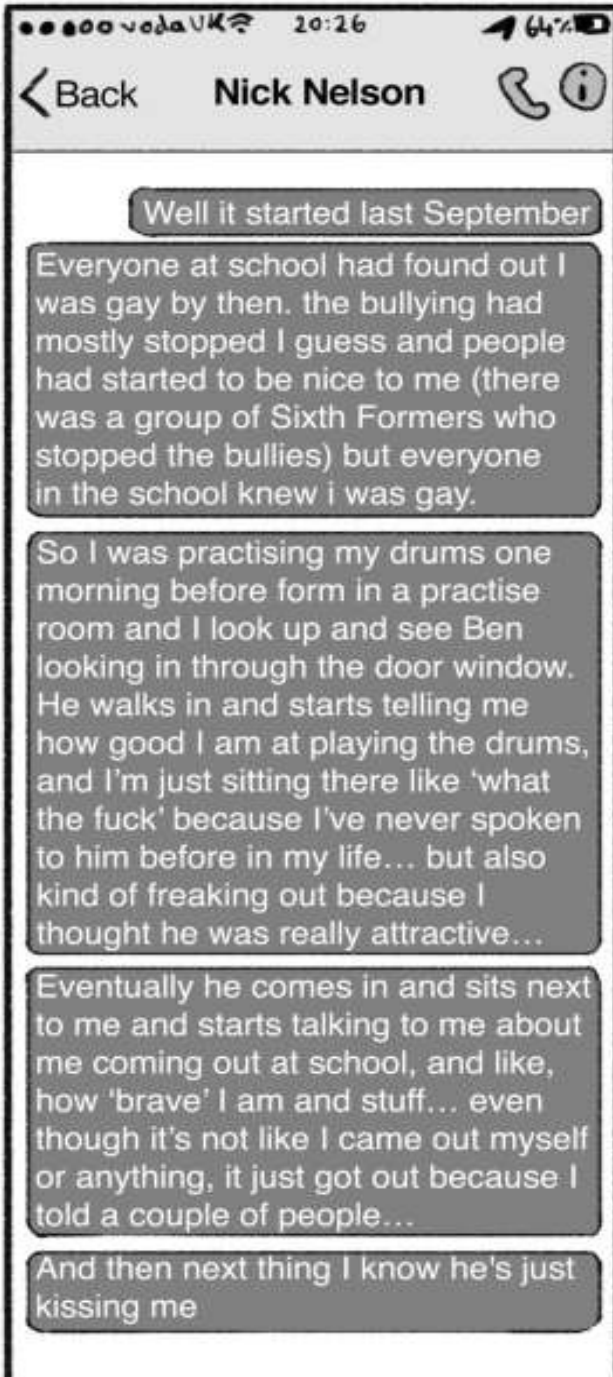 vodaUK 20:26 64%
Back Nick Nelson i
Well it started last September
Everyone at school had found out I
was gay by then. the bullying had
mostly stopped I guess and people
had started to be nice to me (there
was a group of Sixth Formers who
stopped the bullies) but everyone
in the school knew i was gay.
So I was practising my drums one
morning before form in a practise
room and I look up and see Ben
looking in through the door window.
He walks in and starts telling me
how good I am at playing the drums,
and I’m just sitting there like ‘what
the fuck’ because I’ve never spoken
to him before in my life… but also
kind of freaking out because I
thought he was really attractive…
Eventually he comes in and sits next
to me and starts talking to me about
me coming out at school, and like,
how ‘brave’ I am and stuff… even
though it’s not like I came out myself
or anything, it just got out because I
told a couple of people…
And then next thing I know he's just
kissing me